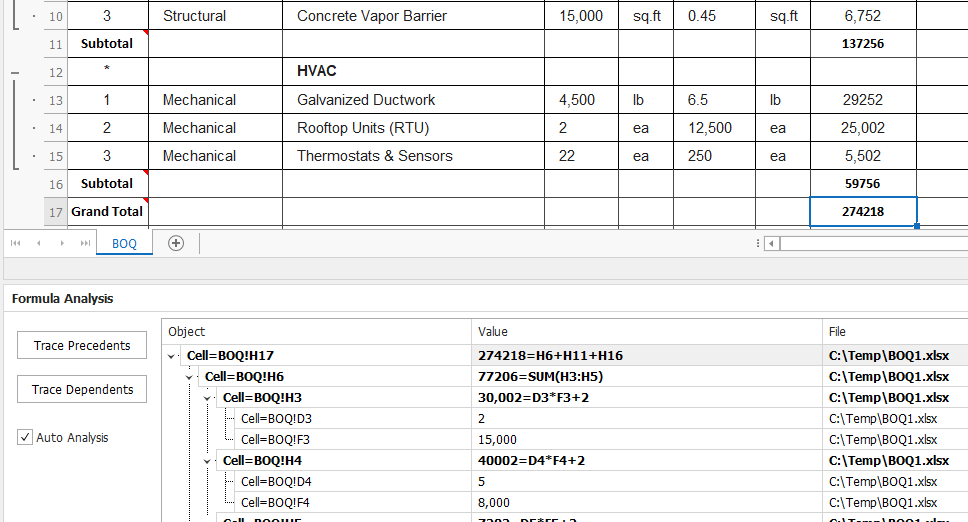 10 3 Structural Concrete Vapor Barrier 15,000 sq.ft 0.45 sq.ft 6,752
11 Subtotal 137256
12 * HVAC
13 1 Mechanical Galvanized Ductwork 4,500 lb 6.5 lb 29252
14 2 Mechanical Rooftop Units (RTU) 2 ea 12,500 ea 25,002
15 3 Mechanical Thermostats & Sensors 22 ea 250 ea 5,502
16 Subtotal 59756
17 Grand Total 274218
BOQ
Formula Analysis
Trace Precedents
Trace Dependents
Auto Analysis
Object Value File
Cell=BOQ!H17 274218=H6+H11+H16 C:\Temp\BOQ1.xlsx
Cell=BOQ!H6 77206=SUM(H3:H5) C:\Temp\BOQ1.xlsx
Cell=BOQ!H3 30,002=D3*F3+2 C:\Temp\BOQ1.xlsx
Cell=BOQ!D3 2 C:\Temp\BOQ1.xlsx
Cell=BOQ!F3 15,000 C:\Temp\BOQ1.xlsx
Cell=BOQ!H4 40002=D4*F4+2 C:\Temp\BOQ1.xlsx
Cell=BOQ!D4 5 C:\Temp\BOQ1.xlsx
Cell=BOQ!F4 8,000 C:\Temp\BOQ1.xlsx